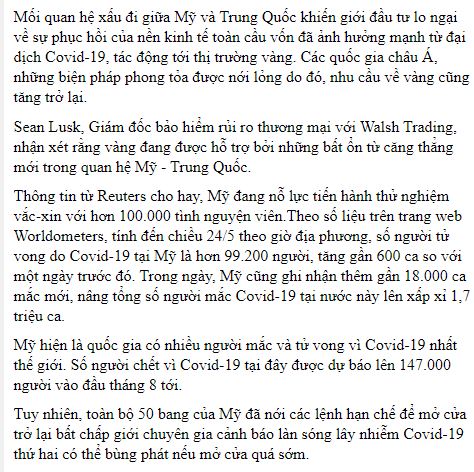 Mối quan hệ xấu đi giữa Mỹ và Trung Quốc khiến giới đầu tư lo ngại
về sự phục hồi của nền kinh tế toàn cầu vốn đã ảnh hưởng mạnh từ đại
dịch Covid-19, tác động tới thị trường vàng. Các quốc gia châu Á,
những biện pháp phong tỏa được nới lỏng do đó, nhu cầu về vàng cũng
tăng trở lại.
Sean Lusk, Giám đốc bảo hiểm rủi ro thương mại với Walsh Trading,
nhận xét rằng vàng đang được hỗ trợ bởi những bất ổn từ căng thẳng
mới trong quan hệ Mỹ - Trung Quốc.
Thông tin từ Reuters cho hay, Mỹ đang nỗ lực tiến hành thử nghiệm
vắc-xin với hơn 100.000 tình nguyện viên.Theo số liệu trên trang web
Worldometers, tính đến chiều 24/5 theo giờ địa phương, số người tử
vong do Covid-19 tại Mỹ là hơn 99.200 người, tăng gần 600 ca so với
một ngày trước đó. Trong ngày, Mỹ cũng ghi nhận thêm gần 18.000 ca
mắc mới, nâng tổng số người mắc Covid-19 tại nước này lên xấp xỉ 1,7
triệu ca.
Mỹ hiện là quốc gia có nhiều người mắc và tử vong vì Covid-19 nhất
thế giới. Số người chết vì Covid-19 tại đây được dự báo lên 147.000
người vào đầu tháng 8 tới.
Tuy nhiên, toàn bộ 50 bang của Mỹ đã nới các lệnh hạn chế để mở cửa
trở lại bất chấp giới chuyên gia cảnh báo làn sóng lây nhiễm Covid-19
thứ hai có thể bùng phát nếu mở cửa quá sớm.